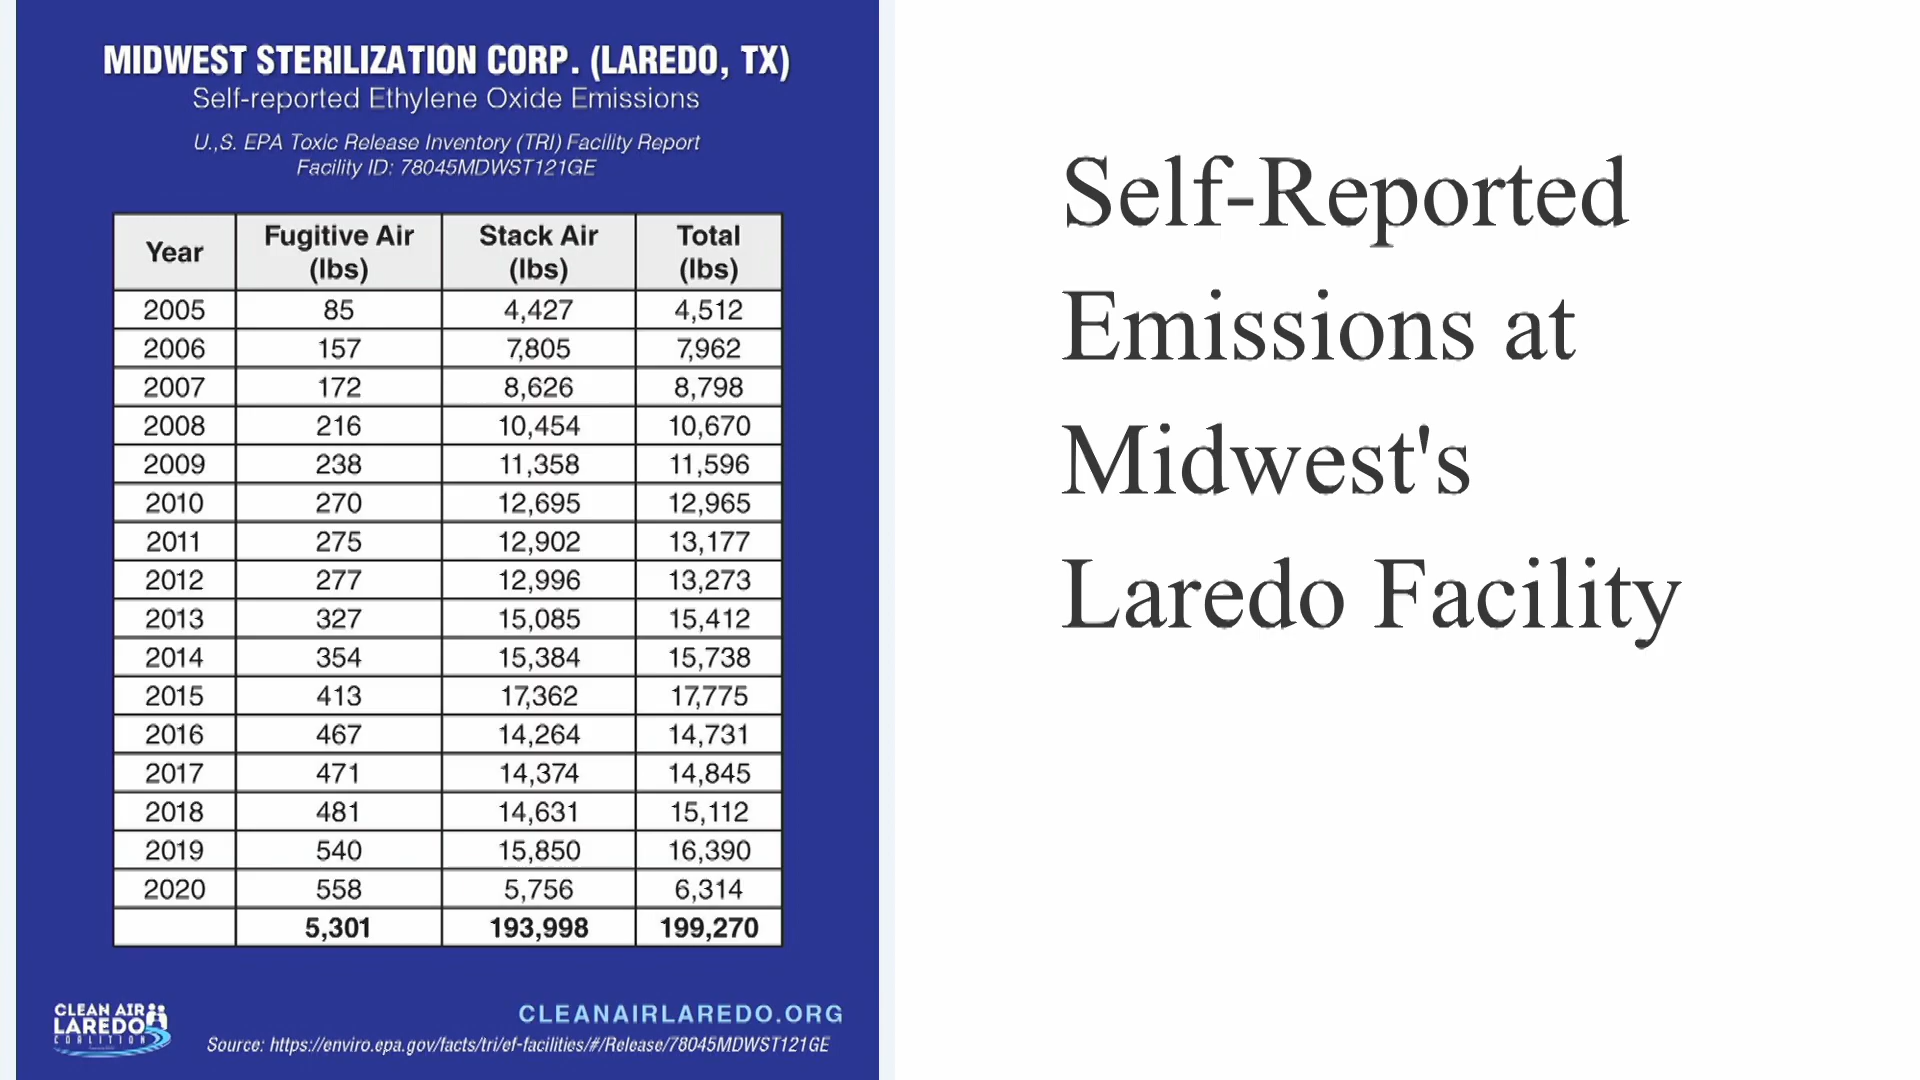 MIDWEST STERILIZATION CORP. (LAREDO, TX)
Self-reported Ethylene Oxide Emissions
U.,S. EPA Toxic Release Inventory (TRI) Facility Report
Facility ID: 78045MDWST121GE
Year Fugitive Air (lbs) Stack Air (lbs) Total (lbs)
2005 85 4,427 4,512
2006 157 7,805 7,962
2007 172 8,626 8,798
2008 216 10,454 10,670
2009 238 11,358 11,596
2010 270 12,695 12,965
2011 275 12,902 13,177
2012 277 12,996 13,273
2013 327 15,085 15,412
2014 354 15,384 15,738
2015 413 17,362 17,775
2016 467 14,264 14,731
2017 471 14,374 14,845
2018 481 14,631 15,112
2019 540 15,850 16,390
2020 558 5,756 6,314
5,301 193,998 199,270
CLEAN AIR
LAREDO
COALITION
CLEANAIRLAREDO.ORG
Source: https://enviro.epa.gov/facts/tri/ef-facilities/#/Release/78045MDWST121GE
Self-Reported
Emissions at
Midwest's
Laredo Facility